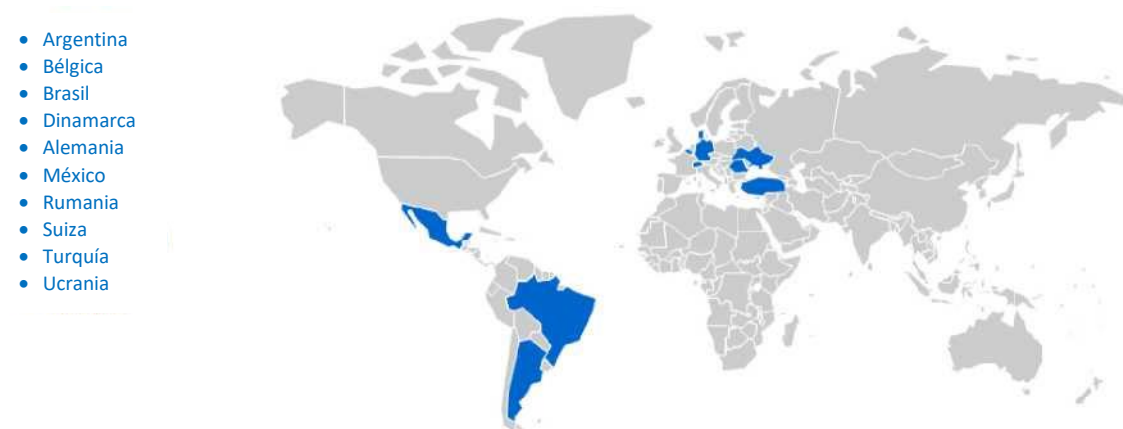 • Argentina
• Bélgica
• Brasil
• Dinamarca
• Alemania
• México
• Rumania
• Suiza
• Turquía
• Ucrania